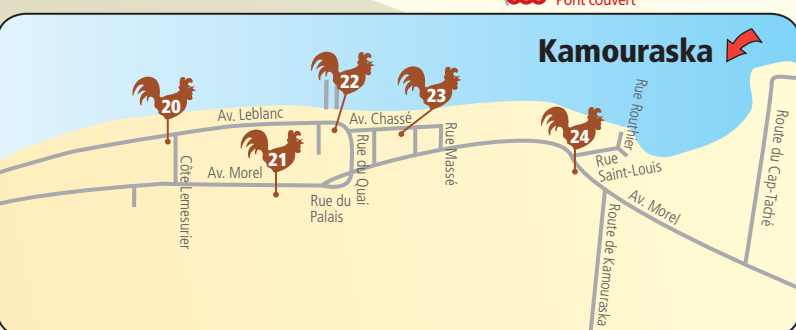 Pont couvert
Kamouraska
20
22
23
Av. Leblanc
Av. Chassé
21
24
Rue Routhier
Route du Cap-Taché
Côte Lemesurier
Av. Morel
Rue du Quai
Rue Massé
Rue
Saint-Louis
Rue du
Palais
Av. Morel
Route de Kamouraska